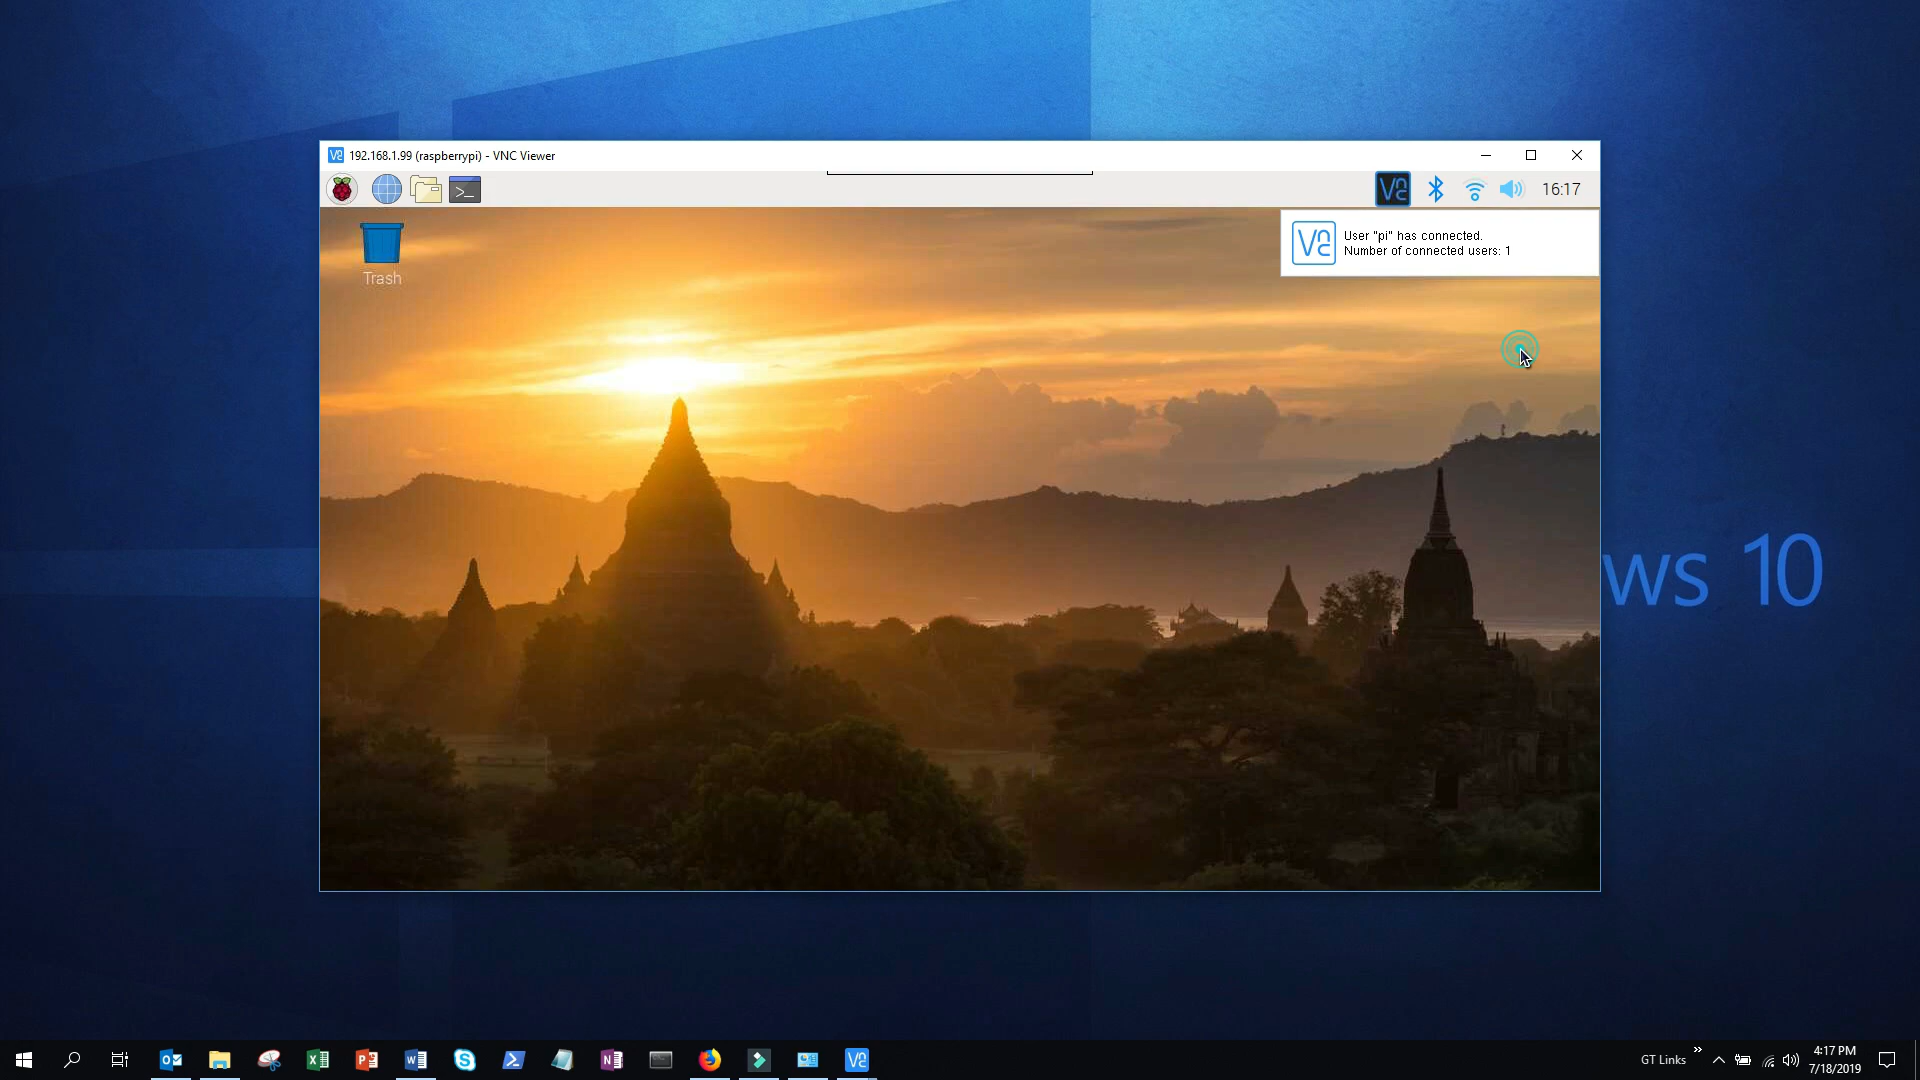 192.168.1.99 (raspberrypi) - VNC Viewer
16:17
Trash
User "pi" has connected.
Number of connected users: 1
ws 10
GT Links
4:17 PM
7/18/2019